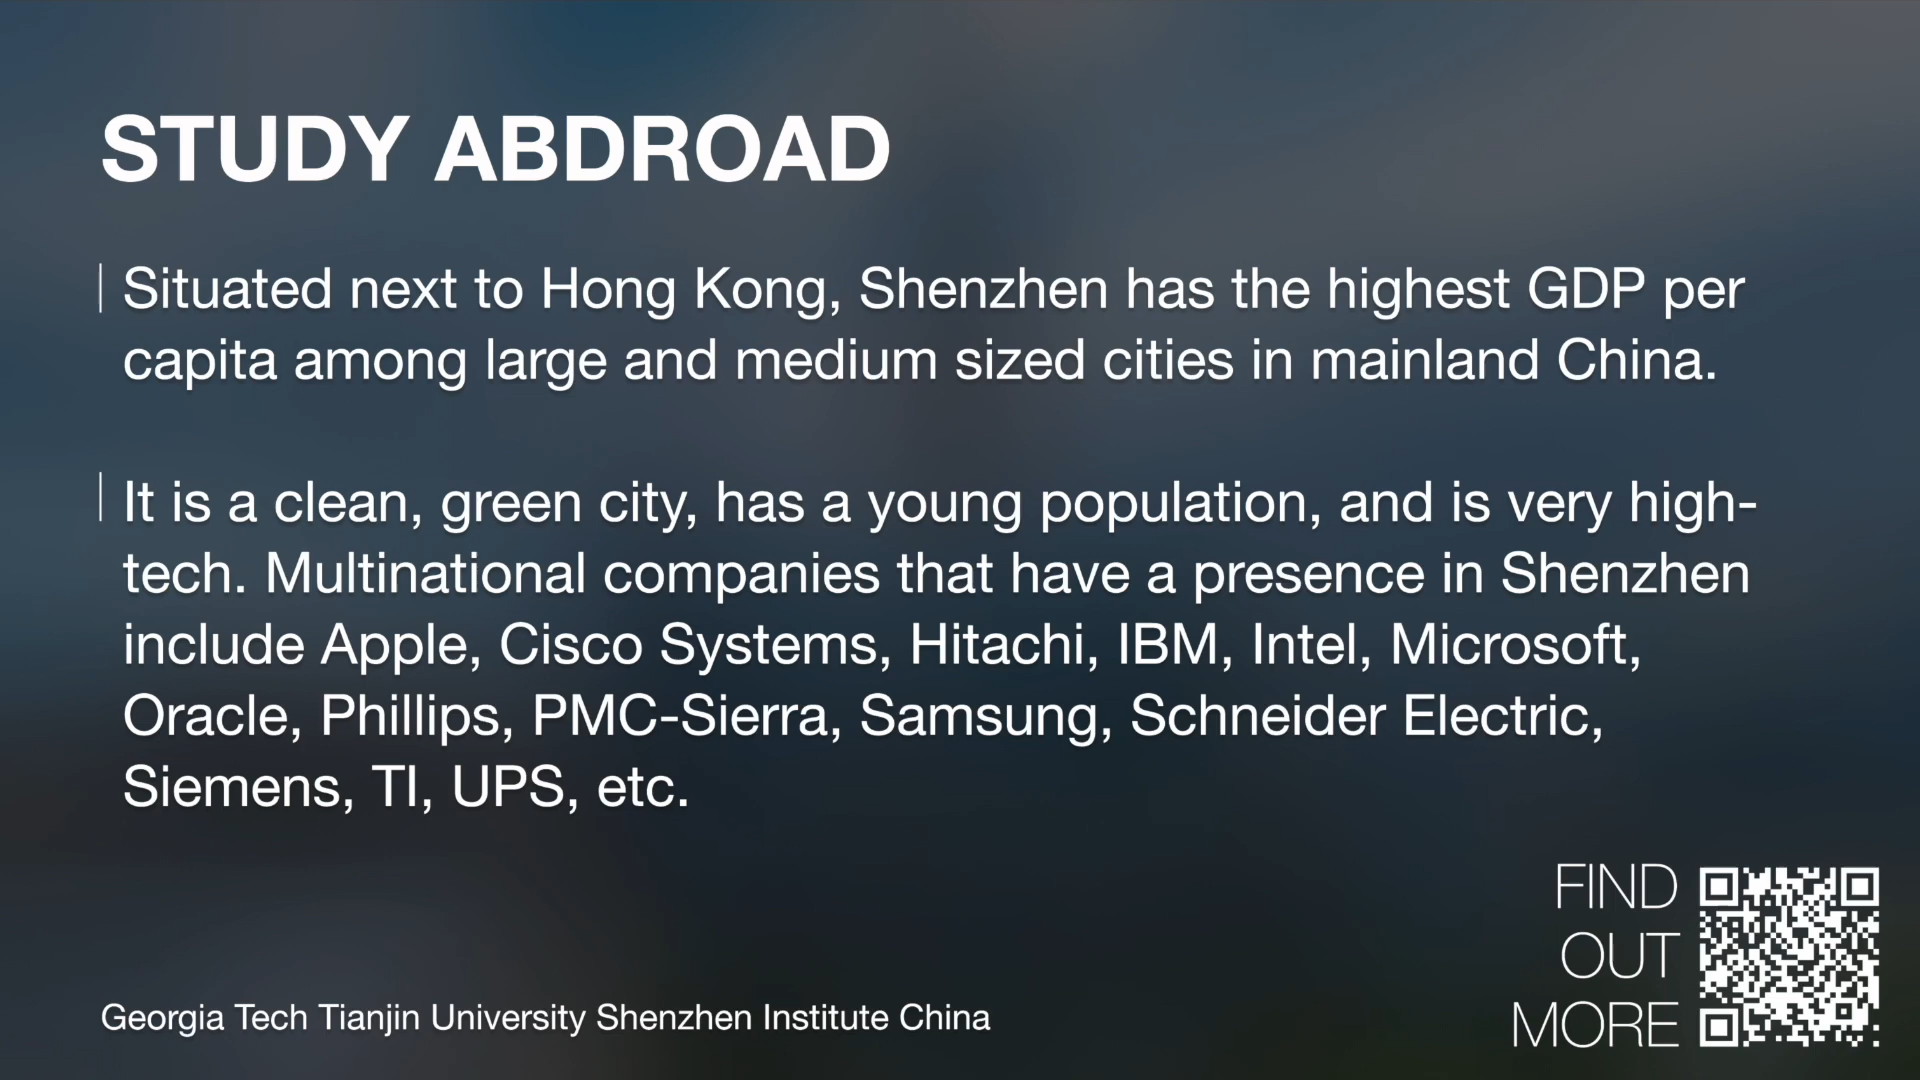 STUDY ABDROAD
Situated next to Hong Kong, Shenzhen has the highest GDP per
capita among large and medium sized cities in mainland China.
It is a clean, green city, has a young population, and is very high-
tech. Multinational companies that have a presence in Shenzhen
include Apple, Cisco Systems, Hitachi, IBM, Intel, Microsoft,
Oracle, Phillips, PMC-Sierra, Samsung, Schneider Electric,
Siemens, TI, UPS, etc.
FIND
OUT
MORE
Georgia Tech Tianjin University Shenzhen Institute China